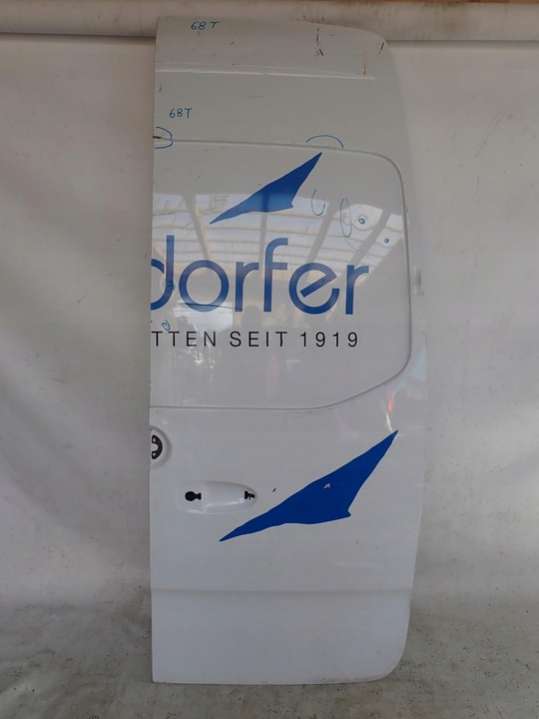 68T
68T
dorfer
TTEN SEIT 1919